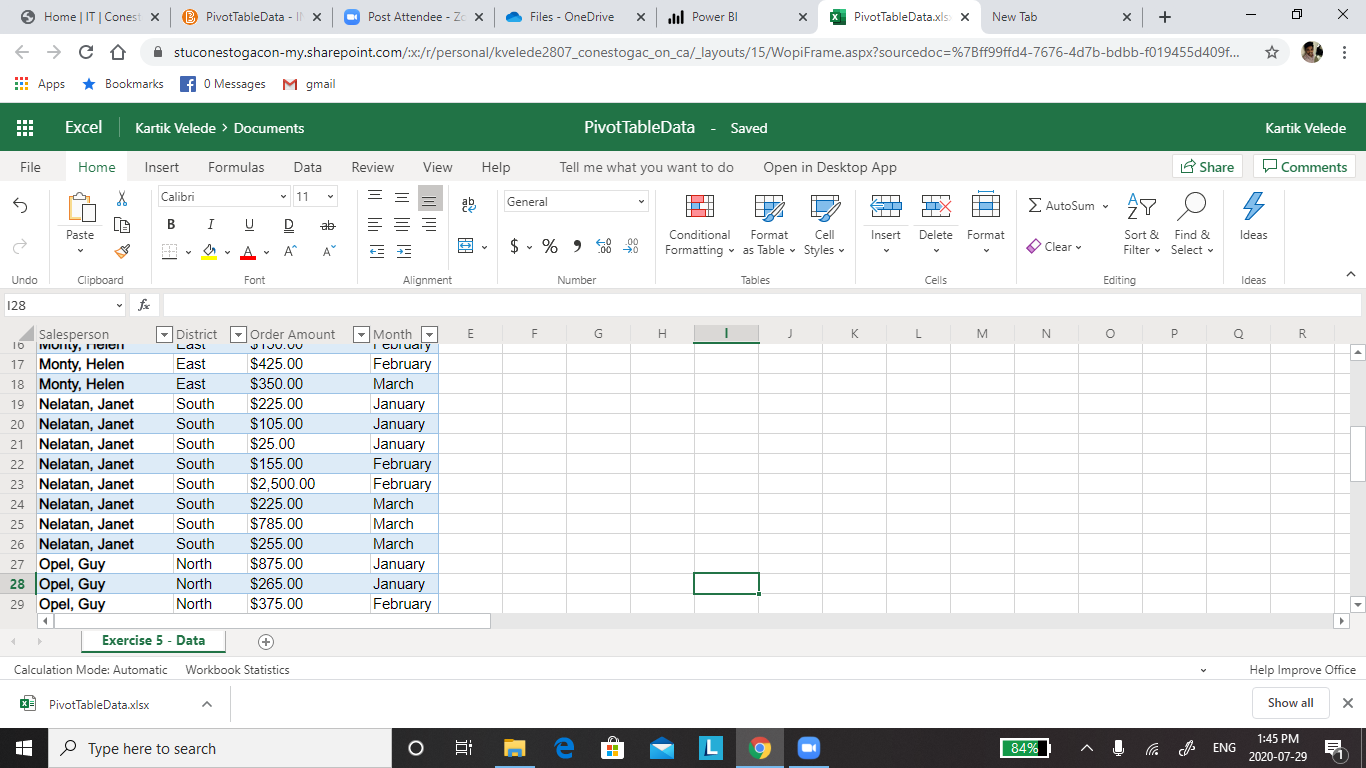 Home | IT | Conest
PivotTableData - I
Post Attendee - Zo
Files - OneDrive
Power BI
PivotTableData.xls
New Tab
stuconestogacon-my.sharepoint.com/:x:/r/personal/kvelede2807_conestogac_on_ca/_layouts/15/WopiFrame.aspx?sourcedoc=%7Bff99ffd4-7676-4d7b-bdbb-f019455d409f...
Apps Bookmarks 0 Messages gmail
Excel Kartik Velede > Documents PivotTableData - Saved Kartik Velede
File Home Insert Formulas Data Review View Help Tell me what you want to do Open in Desktop App Share Comments
Calibri 11 General AutoSum
Paste B I U D ab $ % Conditional Formatting Format as Table Cell Styles Insert Delete Format Clear Sort & Filter Find & Select Ideas
Undo Clipboard Font Alignment Number Tables Cells Editing Ideas
I28 fx
Salesperson District Order Amount Month E F G H I J K L M N O P Q R
16 Monty, Helen East $150.00 February
17 Monty, Helen East $425.00 February
18 Monty, Helen East $350.00 March
19 Nelatan, Janet South $225.00 January
20 Nelatan, Janet South $105.00 January
21 Nelatan, Janet South $25.00 January
22 Nelatan, Janet South $155.00 February
23 Nelatan, Janet South $2,500.00 February
24 Nelatan, Janet South $225.00 March
25 Nelatan, Janet South $785.00 March
26 Nelatan, Janet South $255.00 March
27 Opel, Guy North $875.00 January
28 Opel, Guy North $265.00 January
29 Opel, Guy North $375.00 February
Exercise 5 - Data
Calculation Mode: Automatic Workbook Statistics Help Improve Office
PivotTableData.xlsx Show all
Type here to search 84% ENG 1:45 PM
2020-07-29 1